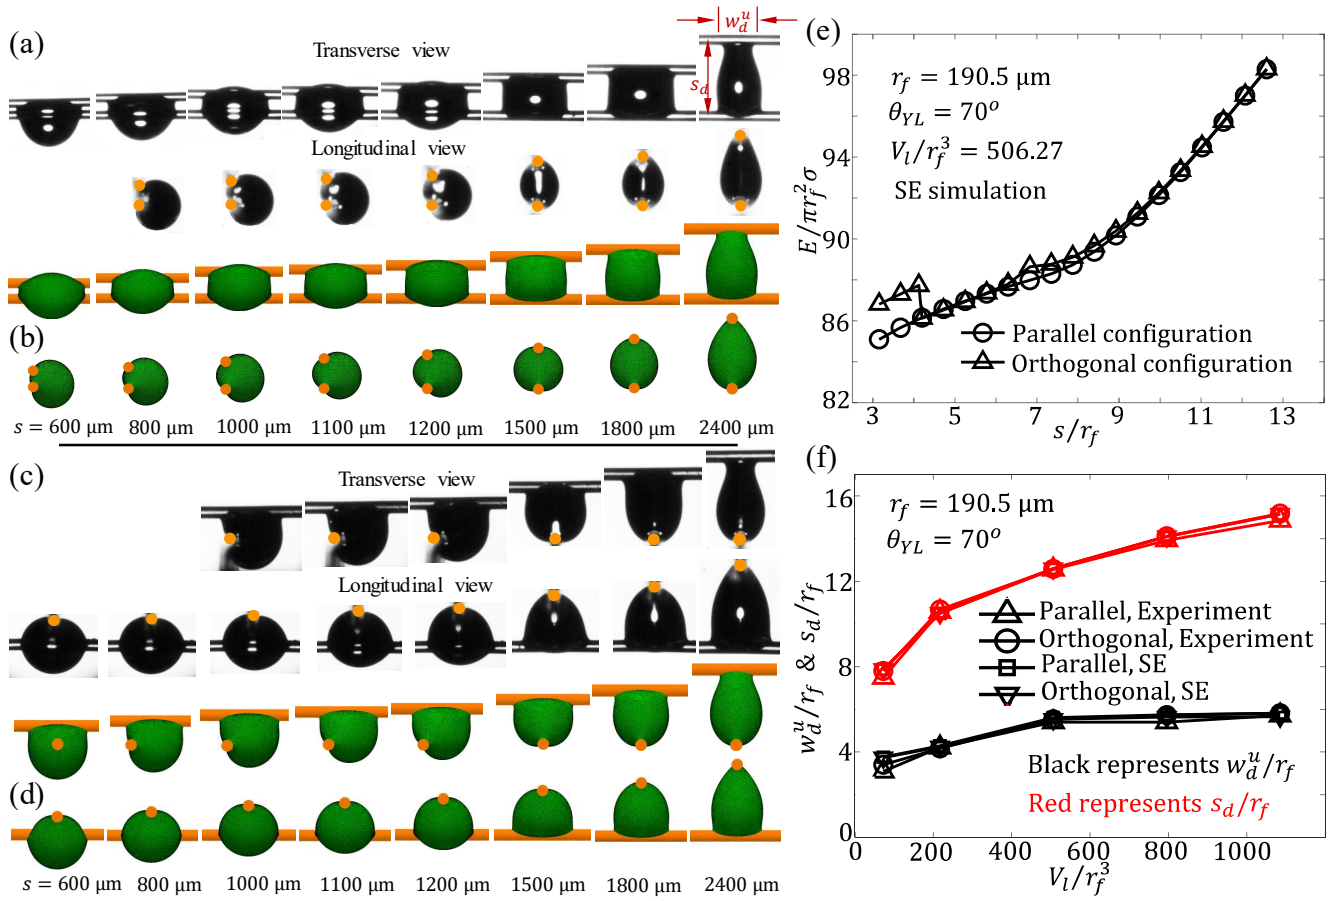 (a)
Transverse view
w_d^u
s_d
Longitudinal view
(b)
s = 600 μm 800 μm 1000 μm 1100 μm 1200 μm 1500 μm 1800 μm 2400 μm
(c)
Transverse view
Longitudinal view
(d)
s = 600 μm 800 μm 1000 μm 1100 μm 1200 μm 1500 μm 1800 μm 2400 μm
(e)
E/πr_f^2σ
98
94
90
86
82
r_f = 190.5 μm
θ_YL = 70^o
V_l/r_f^3 = 506.27
SE simulation
Parallel configuration
Orthogonal configuration
3 4 5 6 7 8 9 10 11 12 13
s/r_f
(f)
w_d^u/r_f & s_d/r_f
16
12
8
4
0
r_f = 190.5 μm
θ_YL = 70^o
Parallel, Experiment
Orthogonal, Experiment
Parallel, SE
Orthogonal, SE
Black represents w_d^u/r_f
Red represents s_d/r_f
0 200 400 600 800 1000
V_l/r_f^3